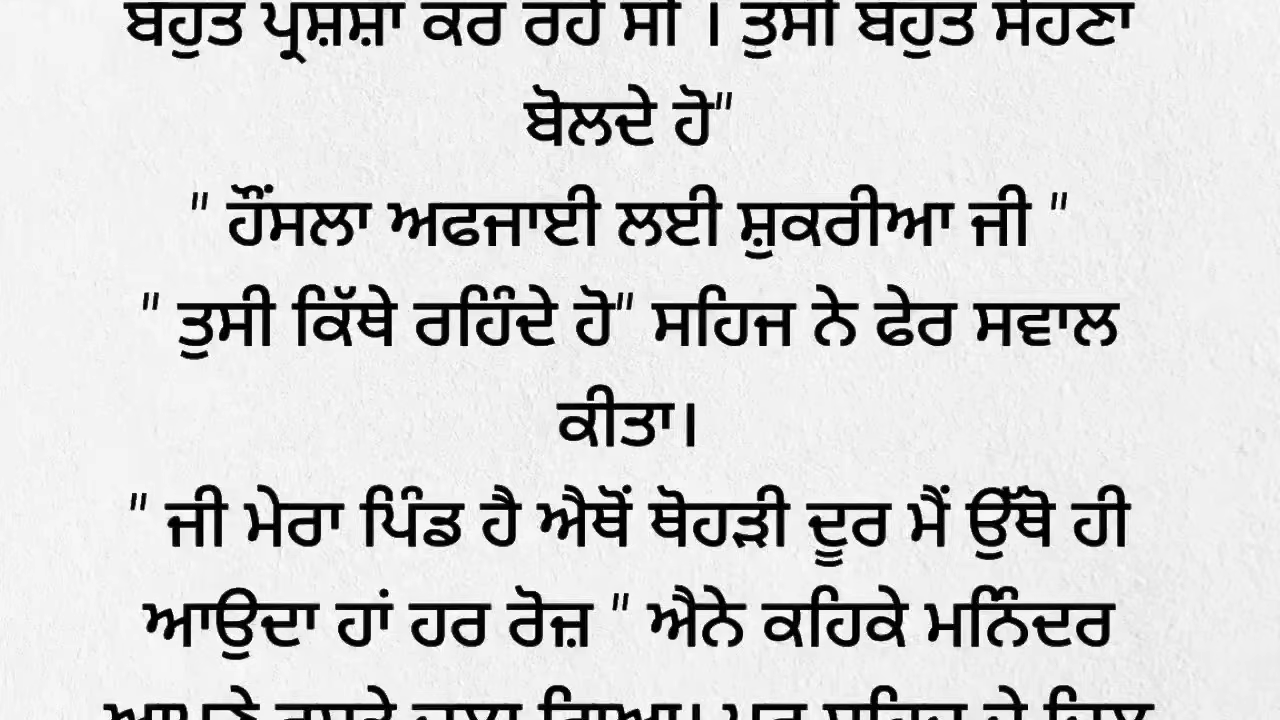 ਬਹੁਤ ਪ੍ਰਸ਼ਸ਼ਾ ਕਰ ਰਹੇ ਸੀ । ਤੁਸੀ ਬਹੁਤ ਸੋਹਣਾ
ਬੋਲਦੇ ਹੋ"
" ਹੌਂਸਲਾ ਅਫਜਾਈ ਲਈ ਸ਼ੁਕਰੀਆ ਜੀ "
" ਤੁਸੀ ਕਿੱਥੇ ਰਹਿੰਦੇ ਹੋ" ਸਹਿਜ ਨੇ ਫੇਰ ਸਵਾਲ
ਕੀਤਾ।
" ਜੀ ਮੇਰਾ ਪਿੰਡ ਹੈ ਐਥੋਂ ਥੋਹੜੀ ਦੂਰ ਮੈਂ ਉੱਥੋ ਹੀ
ਆਉਦਾ ਹਾਂ ਹਰ ਰੋਜ਼ " ਐਨੇ ਕਹਿਕੇ ਮਨਿੰਦਰ